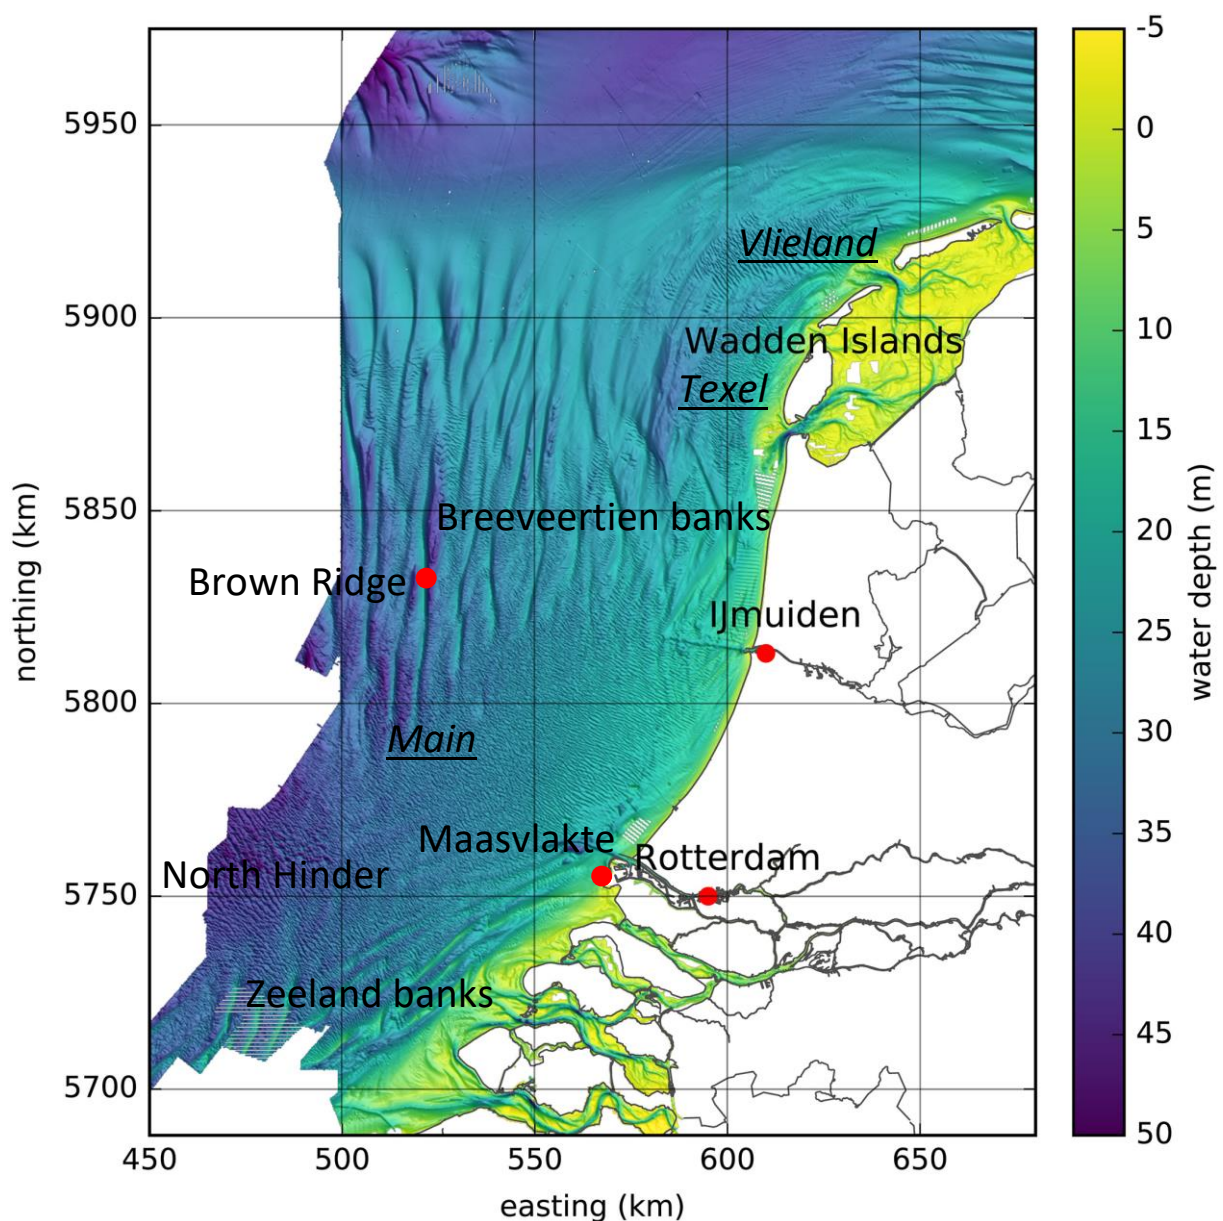 -5
5950
0
Vlieland
5
5900
10
Wadden Islands
Texel
15
5850
Breeveertien banks
20
Brown Ridge
IJmuiden
25
northing (km)
water depth (m)
5800
30
Main
35
Maasvlakte
Rotterdam
North Hinder
5750
40
Zeeland banks
45
5700
50
450 500 550 600 650
easting (km)